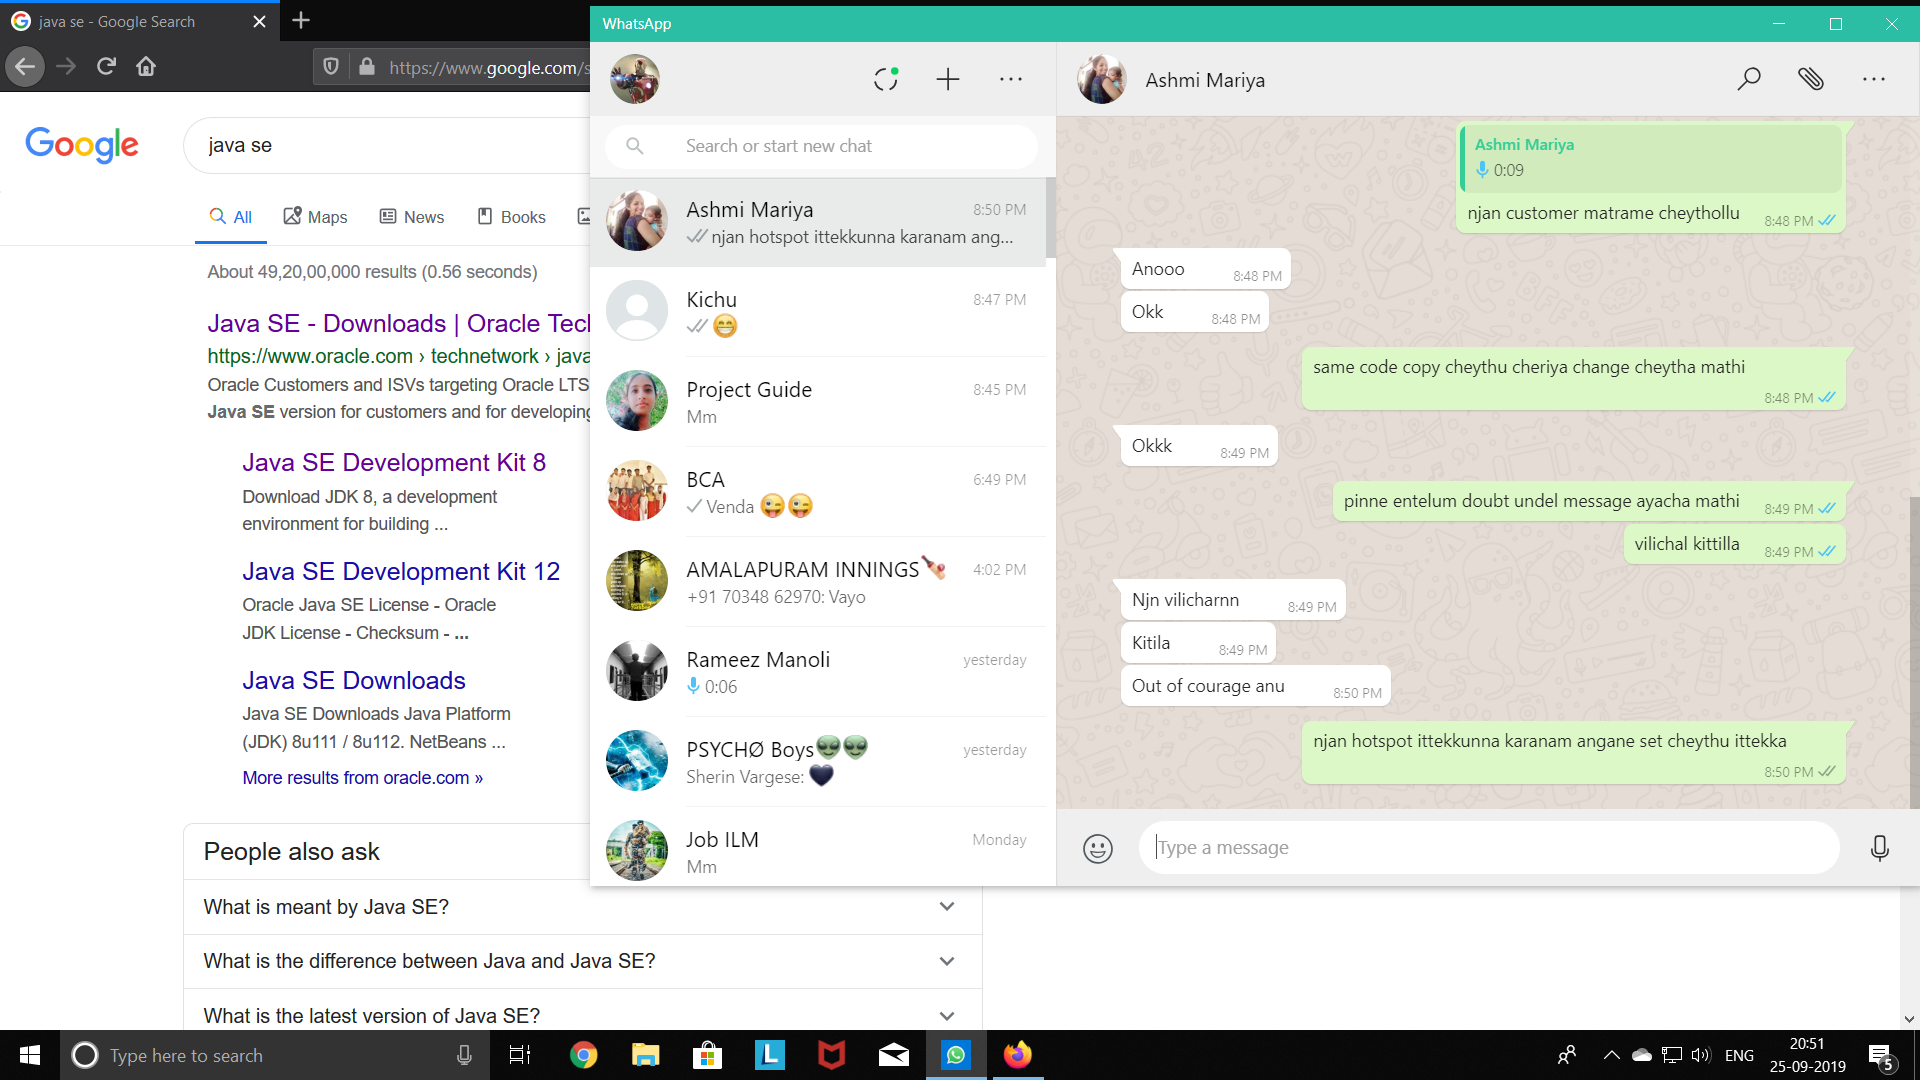 java se - Google Search
https://www.google.com/s
Google
java se
All
Maps
News
Books
About 49,20,00,000 results (0.56 seconds)
Java SE - Downloads | Oracle Tec
https://www.oracle.com › technetwork › java
Oracle Customers and ISVs targeting Oracle LTS
Java SE version for customers and for developing
Java SE Development Kit 8
Download JDK 8, a development
environment for building ...
Java SE Development Kit 12
Oracle Java SE License - Oracle
JDK License - Checksum - ...
Java SE Downloads
Java SE Downloads Java Platform
(JDK) 8u111 / 8u112. NetBeans ...
More results from oracle.com »
People also ask
What is meant by Java SE?
What is the difference between Java and Java SE?
What is the latest version of Java SE?
WhatsApp
Search or start new chat
Ashmi Mariya 8:50 PM
njan hotspot ittekkunna karanam ang...
Kichu 8:47 PM
😁
Project Guide 8:45 PM
Mm
BCA 6:49 PM
Venda 😜😜
AMALAPURAM INNINGS🏏 4:02 PM
+91 70348 62970: Vayo
Rameez Manoli yesterday
0:06
PSYCHØ Boys👽👽 yesterday
Sherin Vargese: 🖤
Job ILM Monday
Mm
Ashmi Mariya
Ashmi Mariya
0:09
njan customer matrame cheythollu 8:48 PM
Anooo 8:48 PM
Okk 8:48 PM
same code copy cheythu cheriya change cheytha mathi
8:48 PM
Okkk 8:49 PM
pinne entelum doubt undel message ayacha mathi 8:49 PM
vilichal kittilla 8:49 PM
Njn vilicharnn 8:49 PM
Kitila 8:49 PM
Out of courage anu 8:50 PM
njan hotspot ittekkunna karanam angane set cheythu ittekka
8:50 PM
Type a message
Type here to search
L
ENG
20:51
25-09-2019
5